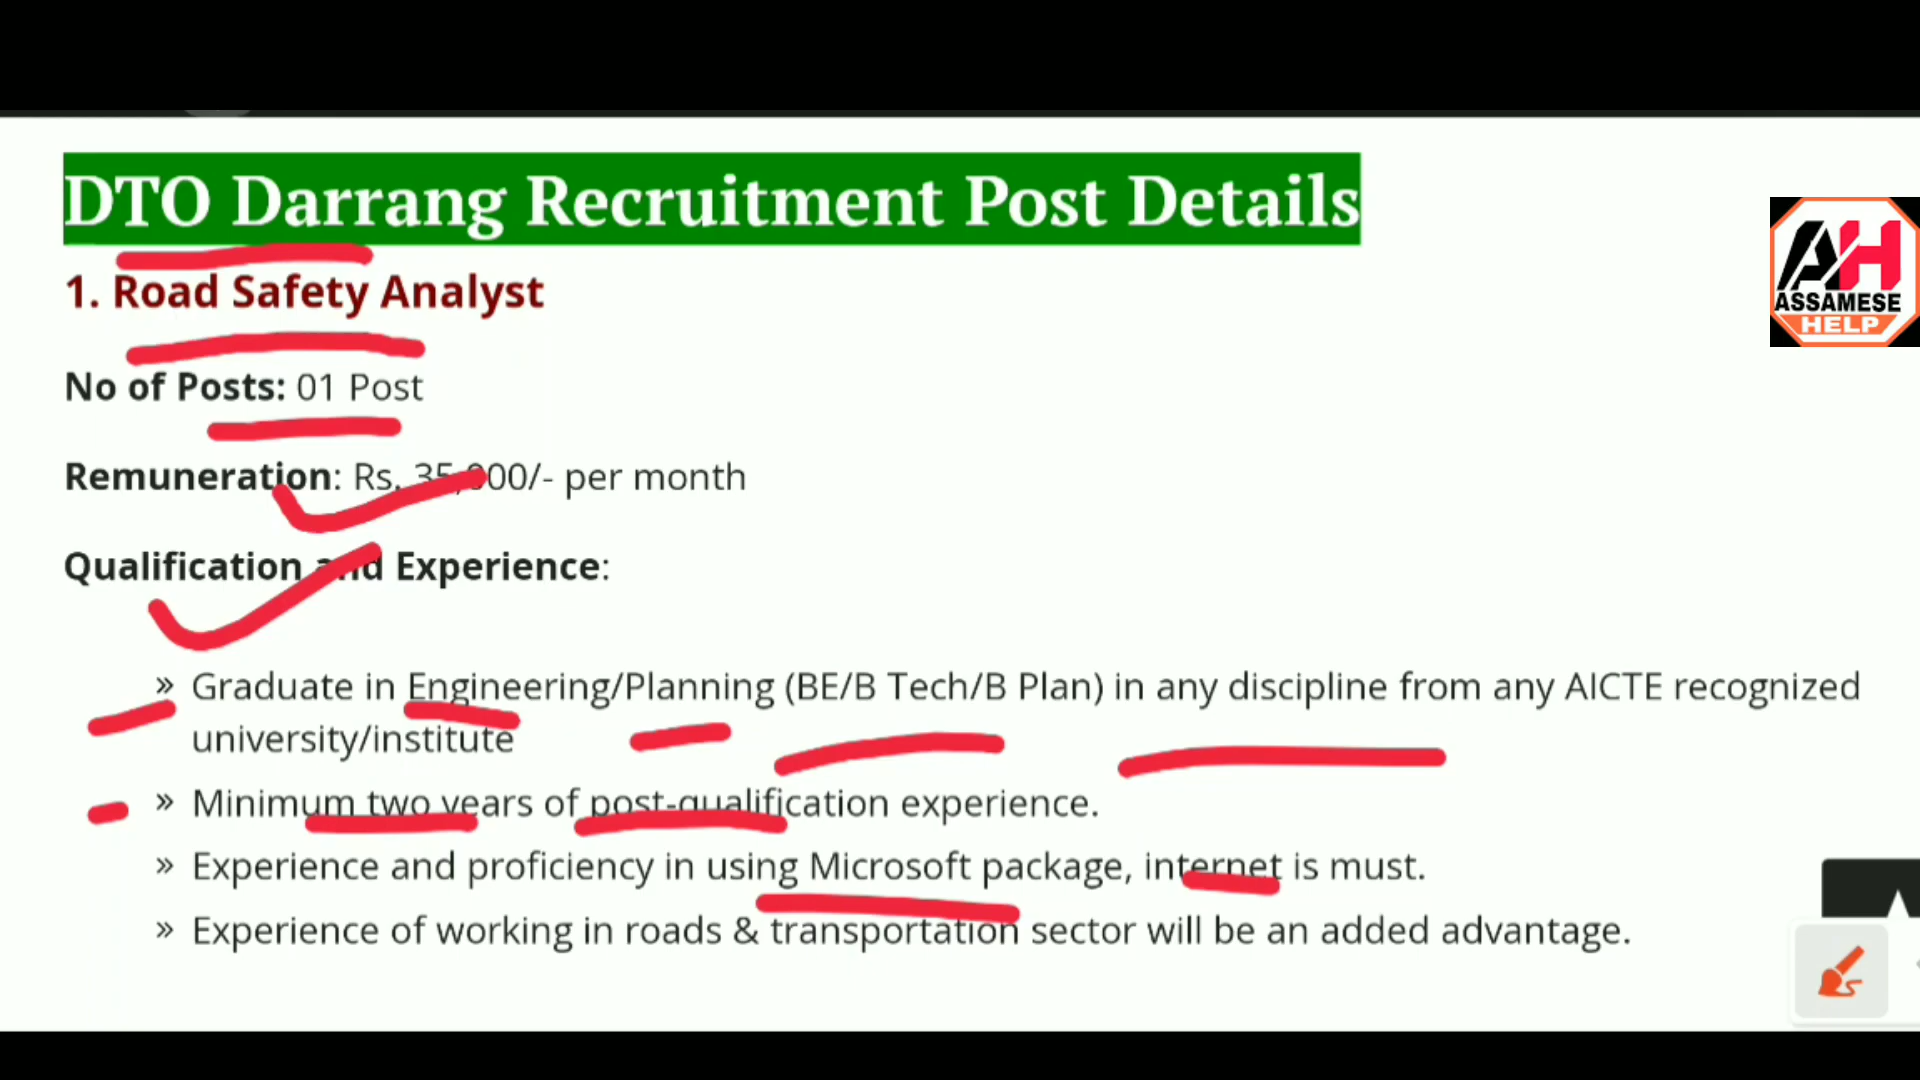 DTO Darrang Recruitment Post Details
1. Road Safety Analyst
No of Posts: 01 Post
Remuneration: Rs. 35,000/- per month
Qualification and Experience:
» Graduate in Engineering/Planning (BE/B Tech/B Plan) in any discipline from any AICTE recognized
university/institute
» Minimum two years of post-qualification experience.
» Experience and proficiency in using Microsoft package, internet is must.
» Experience of working in roads & transportation sector will be an added advantage.
AH
ASSAMESE
HELP